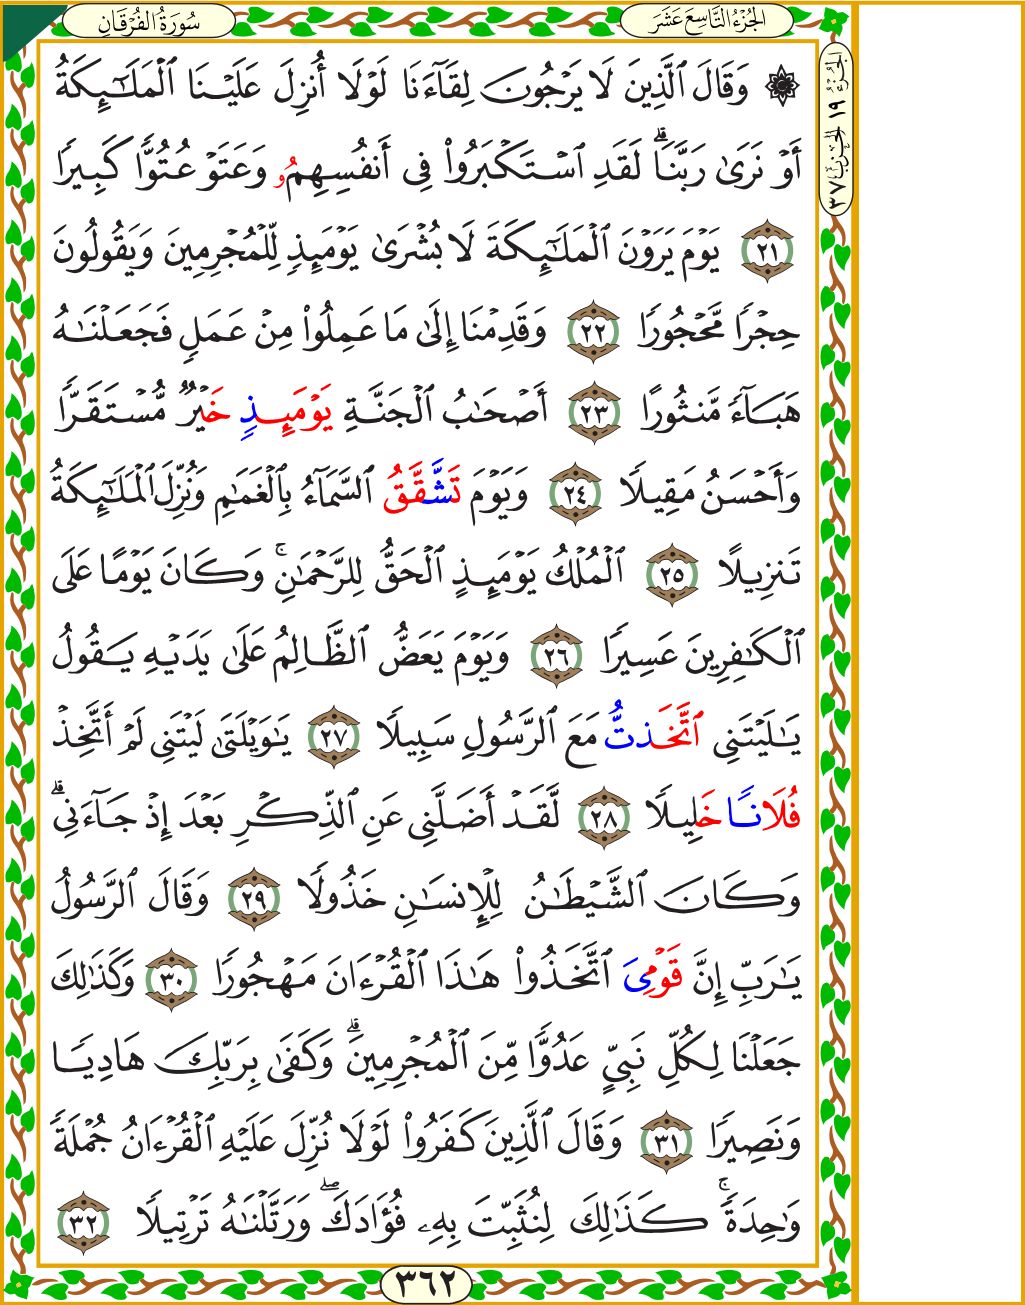 سُورَةُ الفُرْقَانِ
الجُزْءُ التَّاسِعَ عَشَرَ
۞ وَقَالَ ٱلَّذِينَ لَا يَرْجُونَ لِقَآءَنَا لَوْلَا أُنزِلَ عَلَيْنَا ٱلْمَلَٰٓئِكَةُ
أَوْ نَرَىٰ رَبَّنَاۗ لَقَدِ ٱسْتَكْبَرُوا۟ فِىٓ أَنفُسِهِمُو وَعَتَوْ عُتُوًّا كَبِيرًا
٢١ يَوْمَ يَرَوْنَ ٱلْمَلَٰٓئِكَةَ لَا بُشْرَىٰ يَوْمَئِذٍ لِّلْمُجْرِمِينَ وَيَقُولُونَ
حِجْرًا مَّحْجُورًا ٢٢ وَقَدِمْنَآ إِلَىٰ مَا عَمِلُوا۟ مِنْ عَمَلٍ فَجَعَلْنَٰهُ
هَبَآءً مَّنثُورًا ٢٣ أَصْحَٰبُ ٱلْجَنَّةِ يَوْمَئِذٍ خَيْرٌ مُّسْتَقَرًّا
وَأَحْسَنُ مَقِيلًا ٢٤ وَيَوْمَ تَشَّقَّقُ ٱلسَّمَآءُ بِٱلْغَمَٰمِ وَنُزِّلَ ٱلْمَلَٰٓئِكَةُ
تَنزِيلًا ٢٥ ٱلْمُلْكُ يَوْمَئِذٍ ٱلْحَقُّ لِلرَّحْمَٰنِۚ وَكَانَ يَوْمًا عَلَى
ٱلْكَٰفِرِينَ عَسِيرًا ٢٦ وَيَوْمَ يَعَضُّ ٱلظَّالِمُ عَلَىٰ يَدَيْهِ يَقُولُ
يَٰلَيْتَنِى ٱتَّخَذتُّ مَعَ ٱلرَّسُولِ سَبِيلًا ٢٧ يَٰوَيْلَتَىٰ لَيْتَنِى لَمْ أَتَّخِذْ
فُلَانًا خَلِيلًا ٢٨ لَّقَدْ أَضَلَّنِى عَنِ ٱلذِّكْرِ بَعْدَ إِذْ جَآءَنِىۗ
وَكَانَ ٱلشَّيْطَٰنُ لِلْإِنسَٰنِ خَذُولًا ٢٩ وَقَالَ ٱلرَّسُولُ
يَٰرَبِّ إِنَّ قَوْمِىَ ٱتَّخَذُوا۟ هَٰذَا ٱلْقُرْءَانَ مَهْجُورًا ٣٠ وَكَذَٰلِكَ
جَعَلْنَا لِكُلِّ نَبِىٍّ عَدُوًّا مِّنَ ٱلْمُجْرِمِينَۗ وَكَفَىٰ بِرَبِّكَ هَادِيًا
وَنَصِيرًا ٣١ وَقَالَ ٱلَّذِينَ كَفَرُوا۟ لَوْلَا نُزِّلَ عَلَيْهِ ٱلْقُرْءَانُ جُمْلَةً
وَٰحِدَةًۚ كَذَٰلِكَ لِنُثَبِّتَ بِهِۦ فُؤَادَكَۖ وَرَتَّلْنَٰهُ تَرْتِيلًا ٣٢
٣٦٢